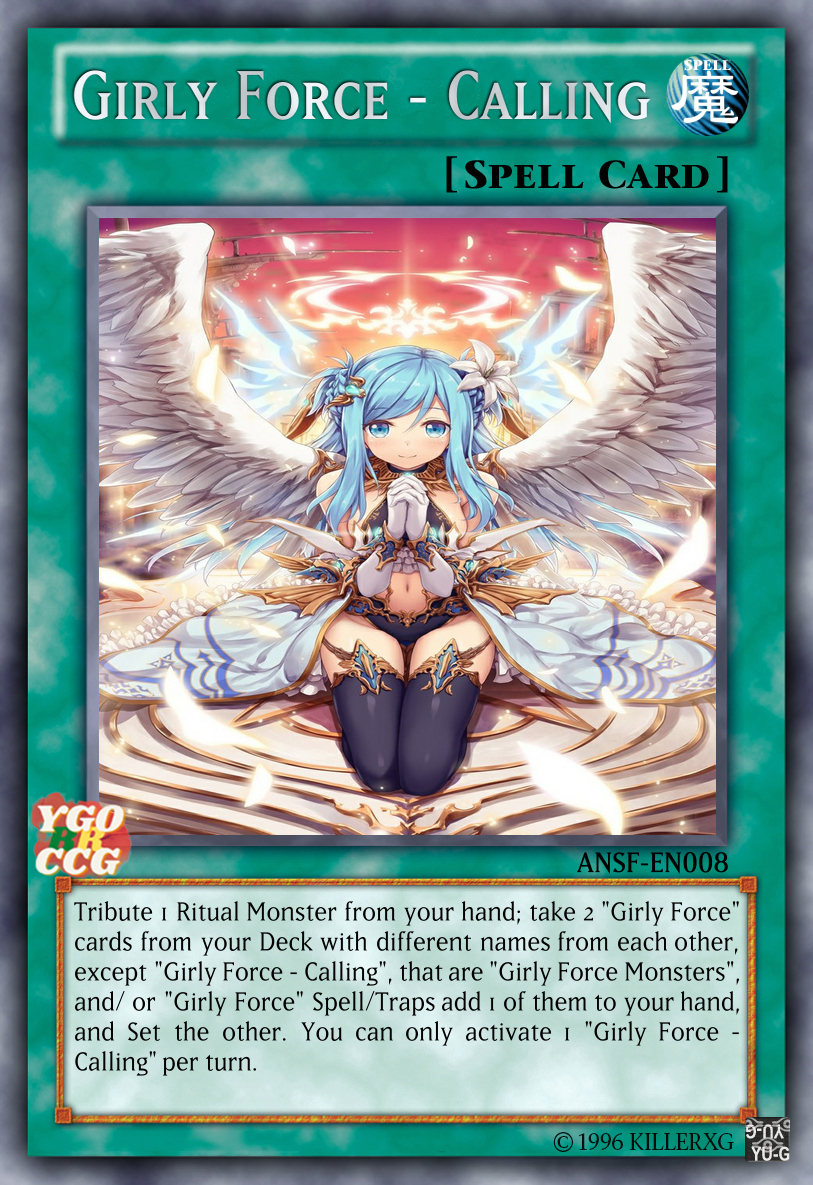 GIRLY FORCE - CALLING
SPELL
魔
[SPELL CARD]
YGO
BR
CCG
ANSF-EN008
Tribute 1 Ritual Monster from your hand; take 2 "Girly Force"
cards from your Deck with different names from each other,
except "Girly Force - Calling", that are "Girly Force Monsters",
and/ or "Girly Force" Spell/Traps add 1 of them to your hand,
and Set the other. You can only activate 1 "Girly Force -
Calling" per turn.
© 1996 KILLERXG
YU-G